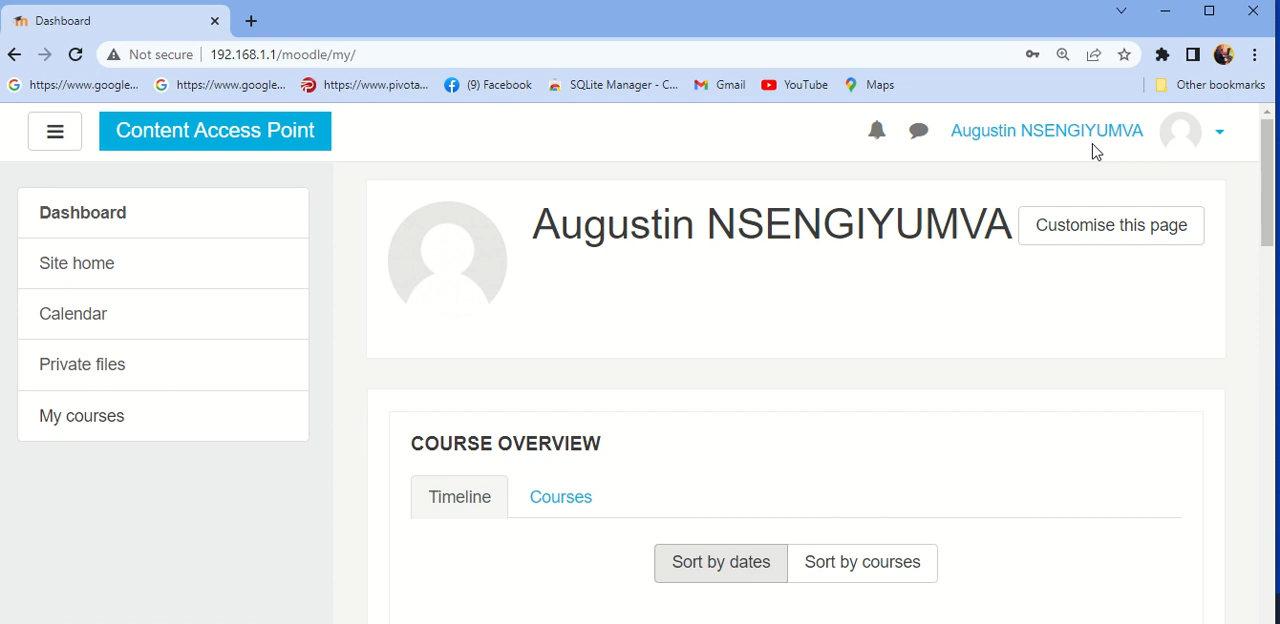 Dashboard
Not secure 192.168.1.1/moodle/my/
https://www.google... https://www.google... https://www.pivota... (9) Facebook SQLite Manager - C... Gmail YouTube Maps Other bookmarks
Content Access Point Augustin NSENGIYUMVA
Dashboard
Site home
Calendar
Private files
My courses
Augustin NSENGIYUMVA Customise this page
COURSE OVERVIEW
Timeline Courses
Sort by dates Sort by courses